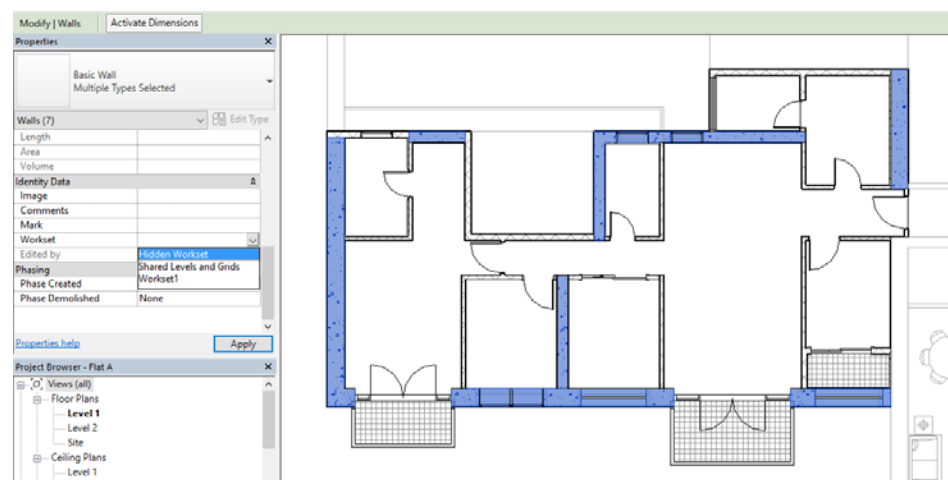 Modify | Walls Activate Dimensions
Properties
Basic Wall
Multiple Types Selected
Walls (7) Edit Type
Length
Area
Volume
Identity Data
Image
Comments
Mark
Workset
Edited by Hidden Workset
Shared Levels and Grids
Phasing
Workset1
Phase Created
Phase Demolished None
Properties help Apply
Project Browser - Flat A
Views (all)
Floor Plans
Level 1
Level 2
Site
Ceiling Plans
Level 1